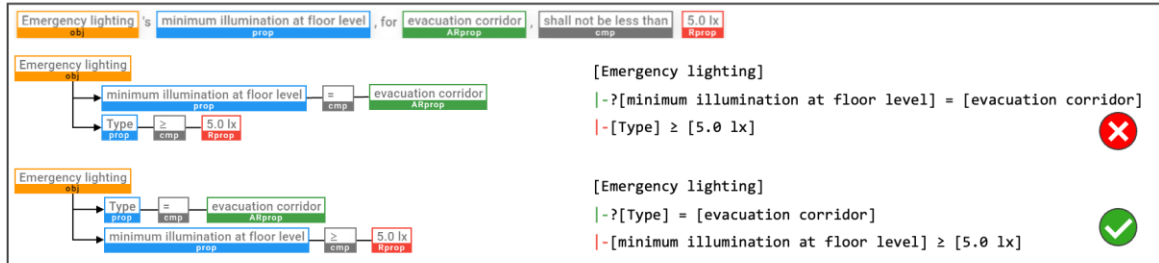 Emergency lighting 's minimum illumination at floor level , for evacuation corridor , shall not be less than 5.0 lx
obj prop ARprop cmp Rprop
Emergency lighting
obj
minimum illumination at floor level = evacuation corridor
prop cmp ARprop
Type ≥ 5.0 lx
prop cmp Rprop
[Emergency lighting]
|-?[minimum illumination at floor level] = [evacuation corridor]
|-[Type] ≥ [5.0 lx]
Emergency lighting
obj
Type = evacuation corridor
prop cmp ARprop
minimum illumination at floor level ≥ 5.0 lx
prop cmp Rprop
[Emergency lighting]
|-?[Type] = [evacuation corridor]
|-[minimum illumination at floor level] ≥ [5.0 lx]